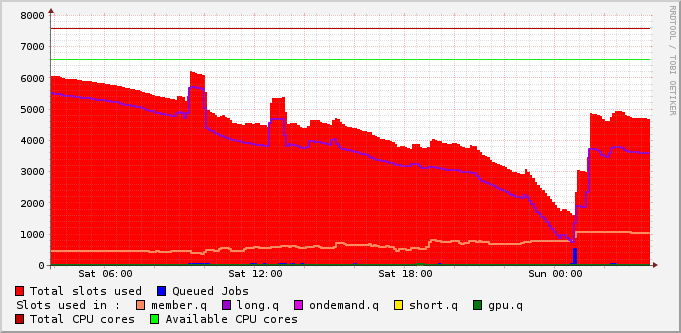 RRDTOOL / TOBI OETIKER
8000
7000
6000
5000
4000
3000
2000
1000
0
Sat 06:00 Sat 12:00 Sat 18:00 Sun 00:00
Total slots used Queued Jobs
Slots used in : member.q long.q ondemand.q short.q gpu.q
Total CPU cores Available CPU cores